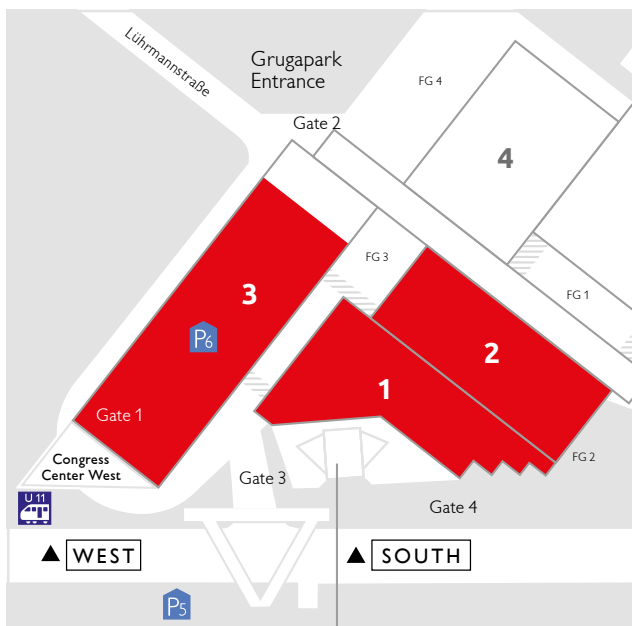 Lührmannstraße
Grugapark
Entrance
FG 4
Gate 2
4
FG 3
3
FG 1
P6
2
1
Gate 1
Congress
Center West
FG 2
Gate 3
U 11
Gate 4
WEST
SOUTH
P5